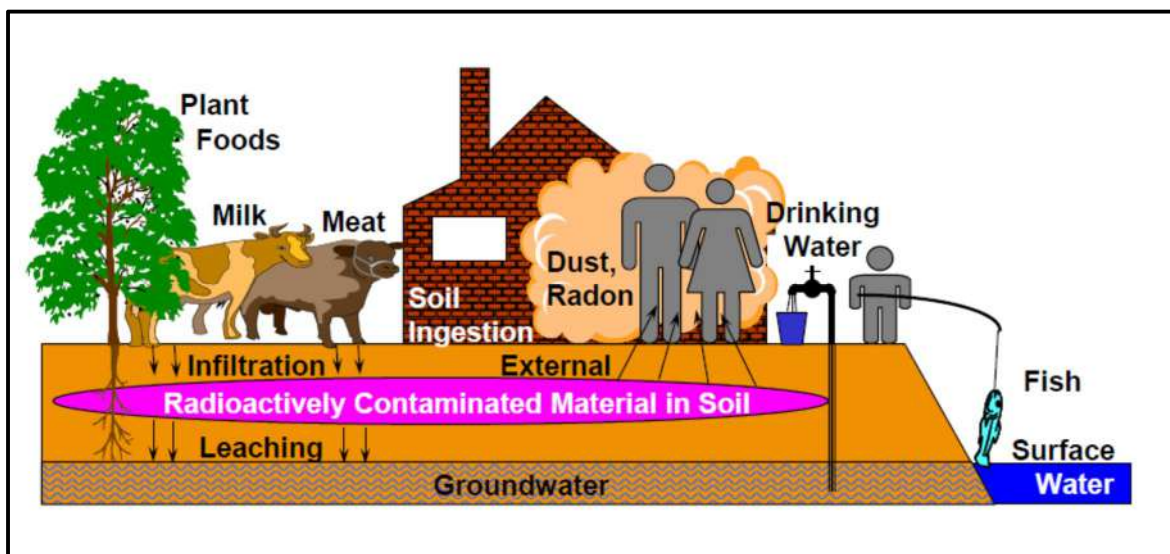 Plant
Foods
Milk
Meat
Drinking
Water
Dust,
Radon
Soil
Ingestion
Infiltration
External
Fish
Radioactively Contaminated Material in Soil
Leaching
Surface
Water
Groundwater